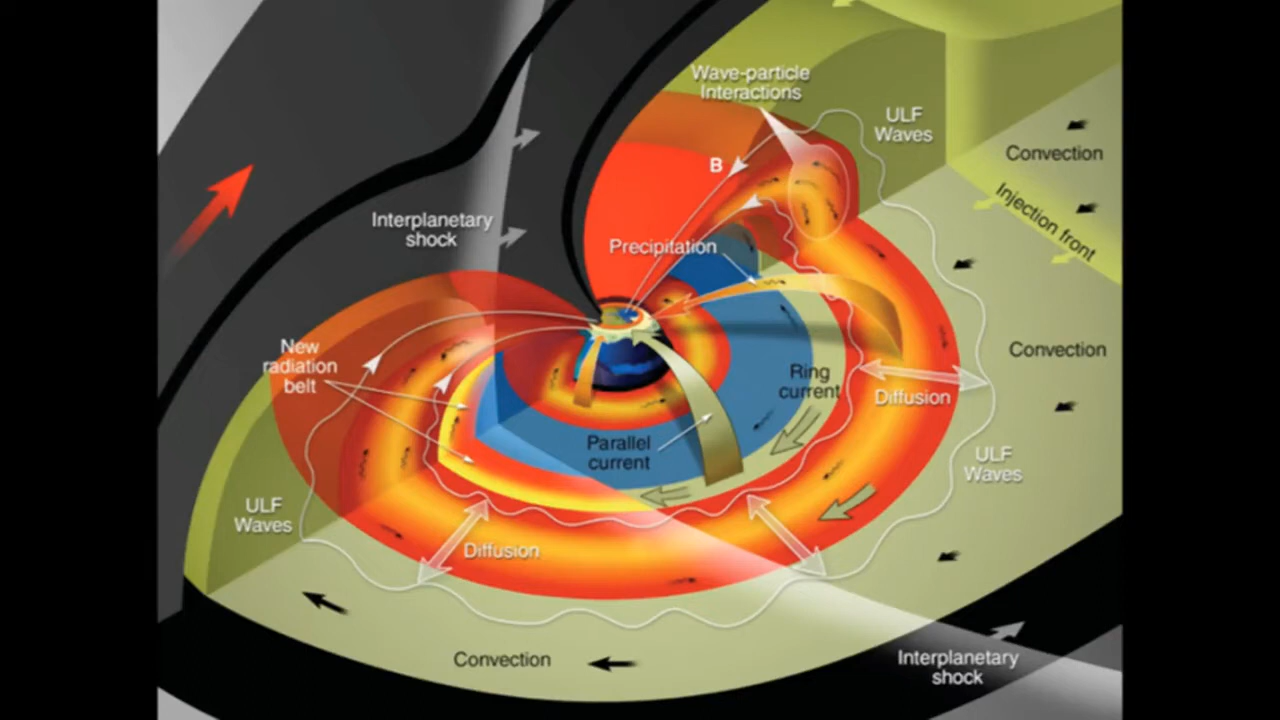 Wave-particle
Interactions
ULF
Waves
Convection
B
Injection front
Interplanetary
shock
Precipitation
New
radiation
belt
Ring
current
Convection
Diffusion
Parallel
current
ULF
Waves
ULF
Waves
Diffusion
Convection
Interplanetary
shock